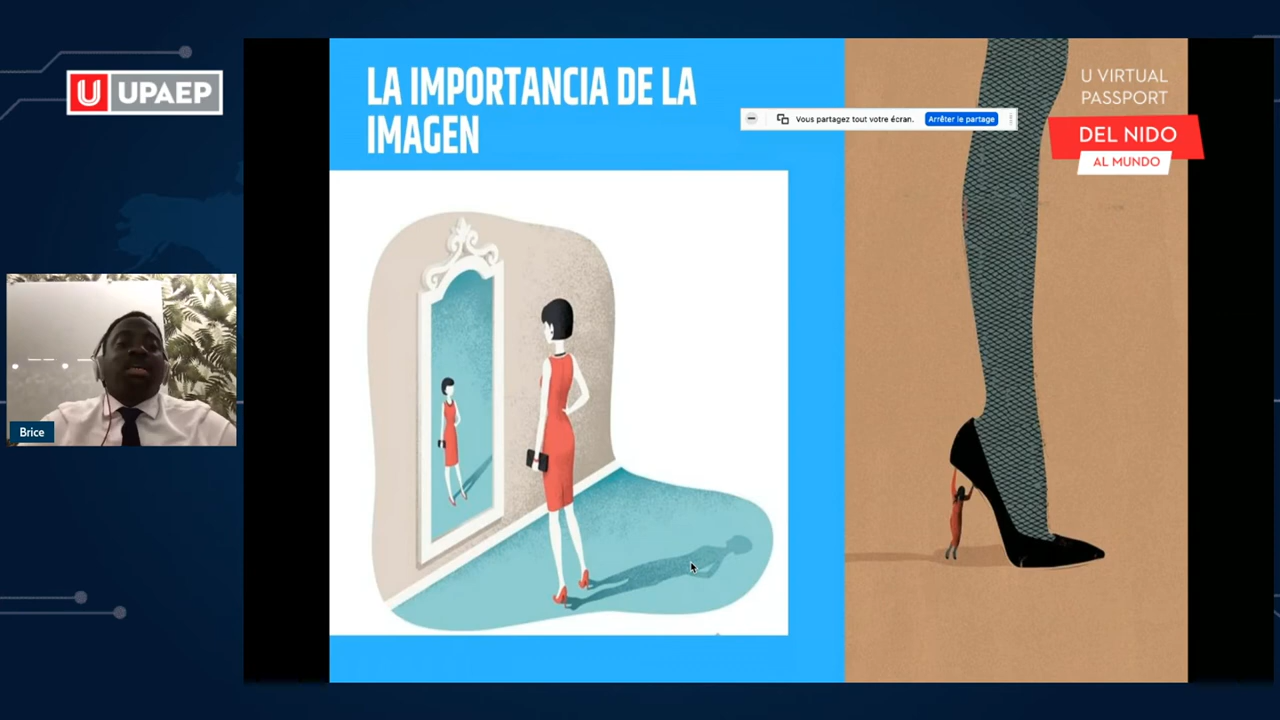 UPAEP
LA IMPORTANCIA DE LA
IMAGEN
Vous partagez tout votre écran.
Arrêter le partage
U VIRTUAL
PASSPORT
DEL NIDO
AL MUNDO
Brice